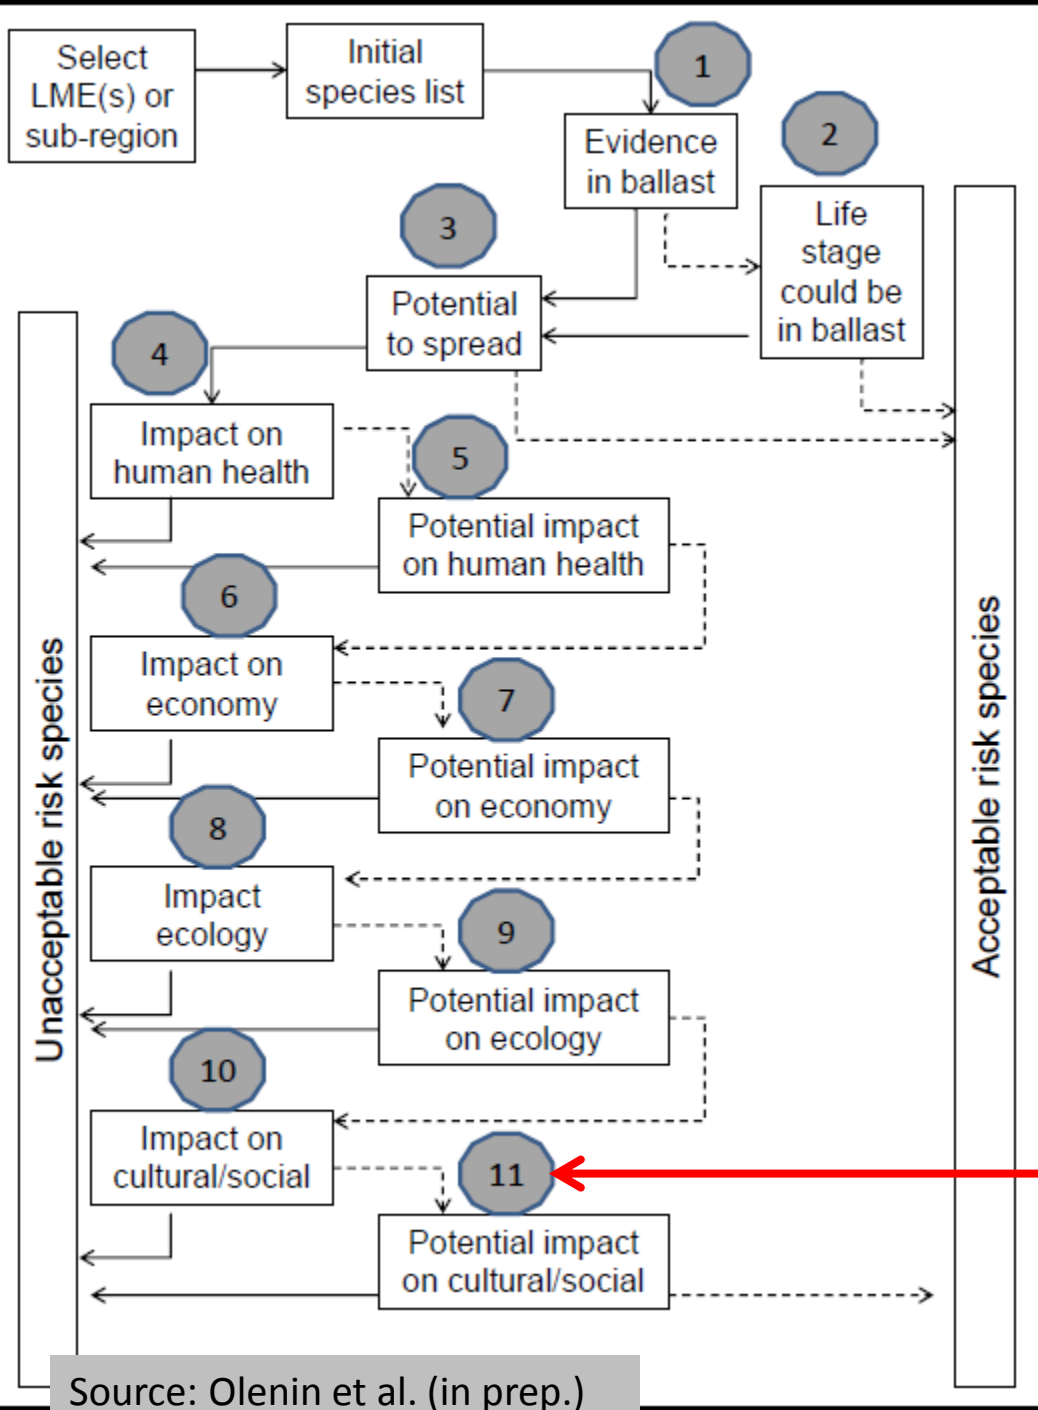 Select
LME(s) or
sub-region
Initial
species list
1
Evidence
in ballast
2
Life
stage
could be
in ballast
3
Potential
to spread
4
Impact on
human health
5
Potential impact
on human health
6
Impact on
economy
7
Potential impact
on economy
8
Impact
ecology
9
Potential impact
on ecology
10
Impact on
cultural/social
11
Potential impact
on cultural/social
Unacceptable risk species
Acceptable risk species
Source: Olenin et al. (in prep.)